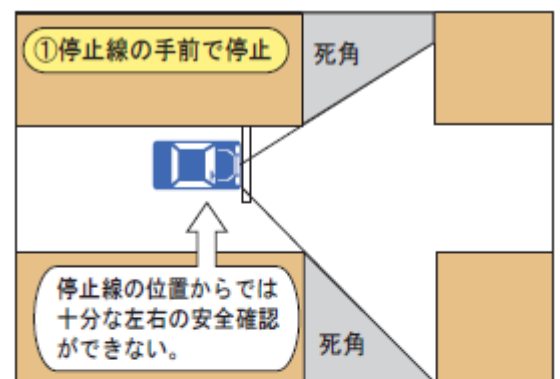 ①停止線の手前で停止
死角
停止線の位置からでは
十分な左右の安全確認
ができない。
死角